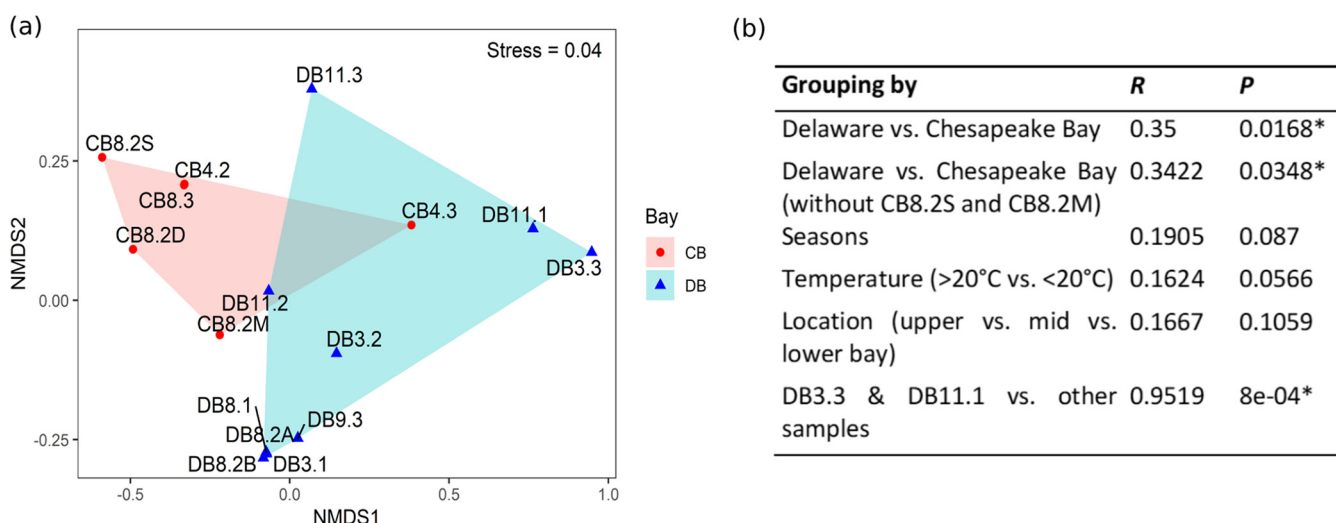 (a)
Stress = 0.04
DB11.3
CB8.2S
CB4.2
CB8.3
CB8.2D
CB4.3
DB11.1
DB3.3
DB11.2
CB8.2M
DB3.2
DB8.1
DB9.3
DB8.2A
DB8.2B DB3.1
0.25
0.00
-0.25
-0.5 0.0 0.5 1.0
NMDS1
NMDS2
Bay
CB
DB
(b)
Grouping by R P
Delaware vs. Chesapeake Bay 0.35 0.0168*
Delaware vs. Chesapeake Bay 0.3422 0.0348*
(without CB8.2S and CB8.2M)
Seasons 0.1905 0.087
Temperature (>20°C vs. <20°C) 0.1624 0.0566
Location (upper vs. mid vs. 0.1667 0.1059
lower bay)
DB3.3 & DB11.1 vs. other 0.9519 8e-04*
samples